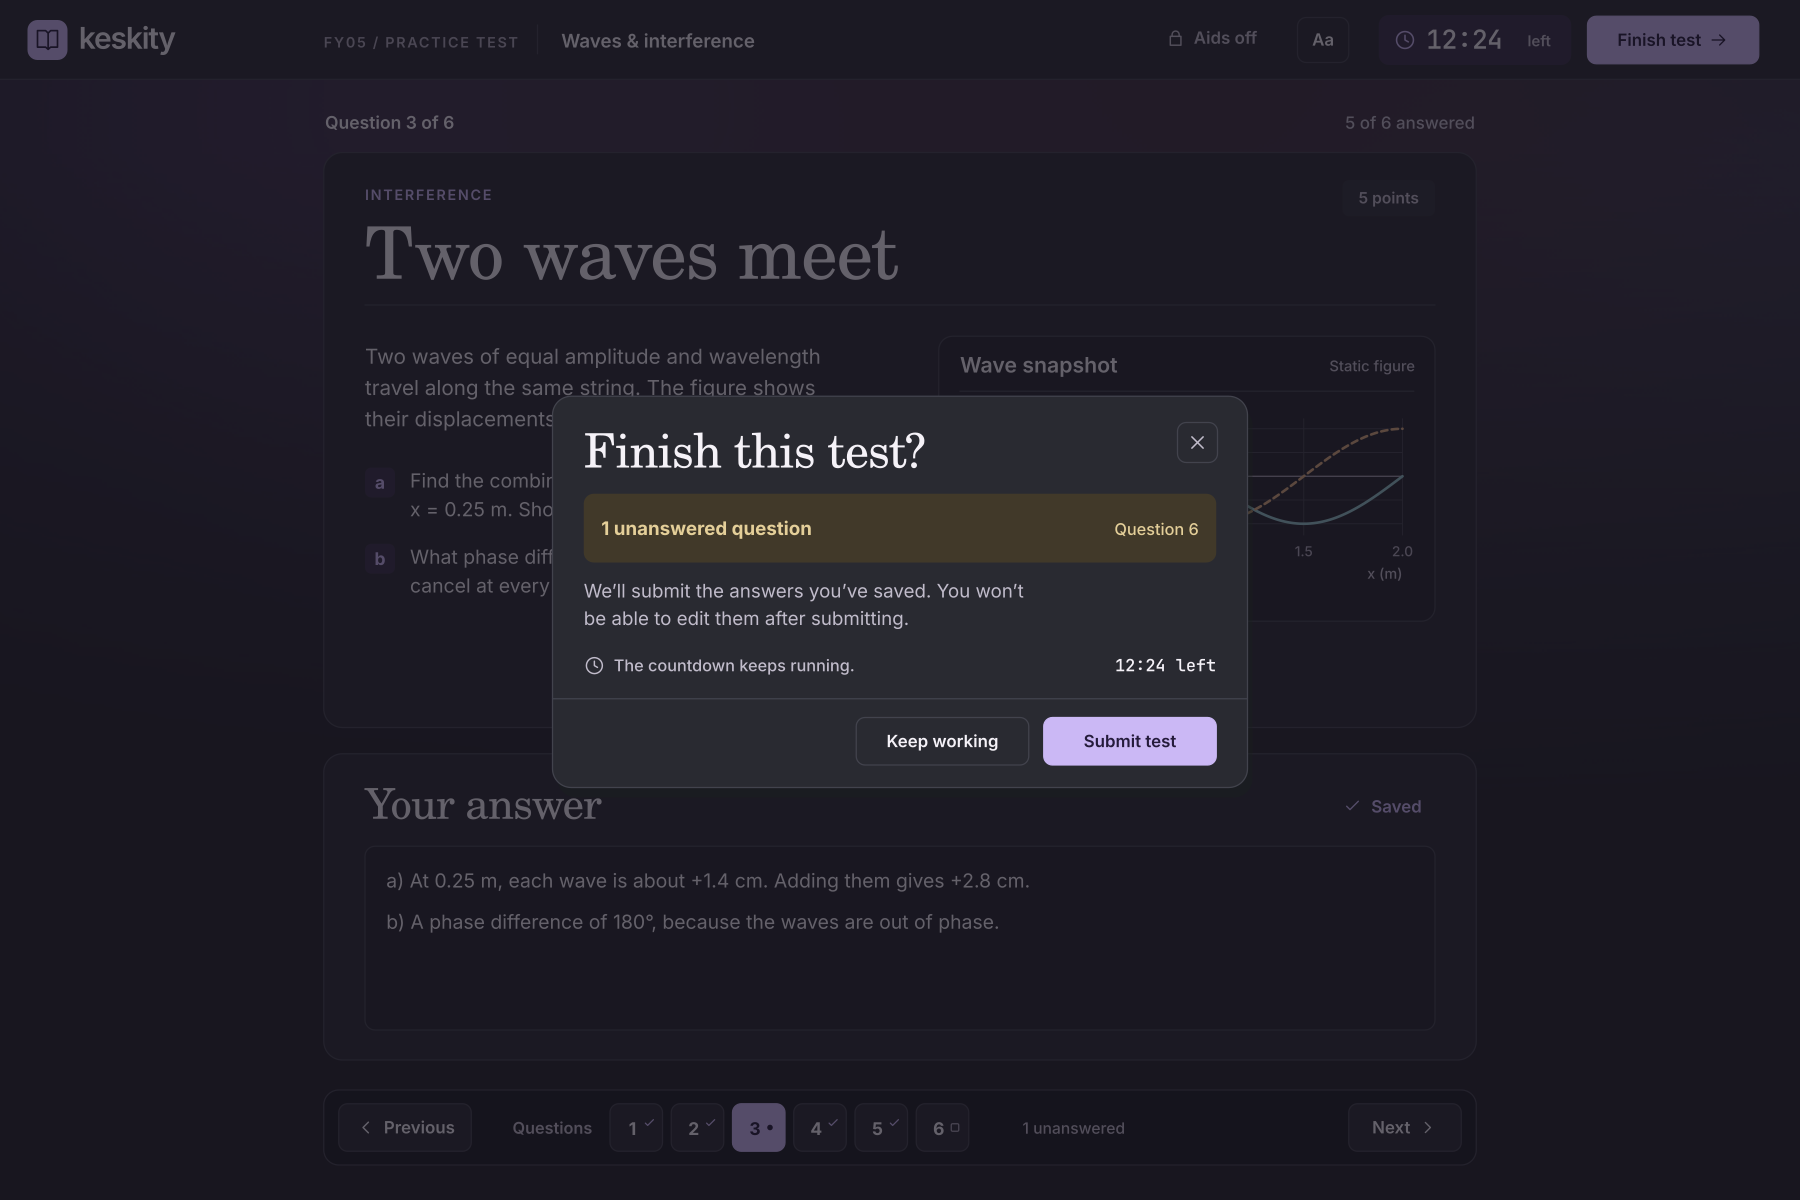 keskity
FY05 / PRACTICE TEST
Waves & interference
Aids off
Aa
12:24 left
Finish test
Question 3 of 6
5 of 6 answered
INTERFERENCE
5 points
Two waves meet
Two waves of equal amplitude and wavelength
travel along the same string. The figure shows
their displacements
a Find the combin
x = 0.25 m. Sho
b What phase diff
cancel at every
Wave snapshot
Static figure
1.5
2.0
x (m)
Finish this test?
1 unanswered question
Question 6
We’ll submit the answers you’ve saved. You won’t
be able to edit them after submitting.
The countdown keeps running.
12:24 left
Keep working
Submit test
Your answer
Saved
a) At 0.25 m, each wave is about +1.4 cm. Adding them gives +2.8 cm.
b) A phase difference of 180°, because the waves are out of phase.
Previous
Questions
1
2
3
4
5
6
1 unanswered
Next